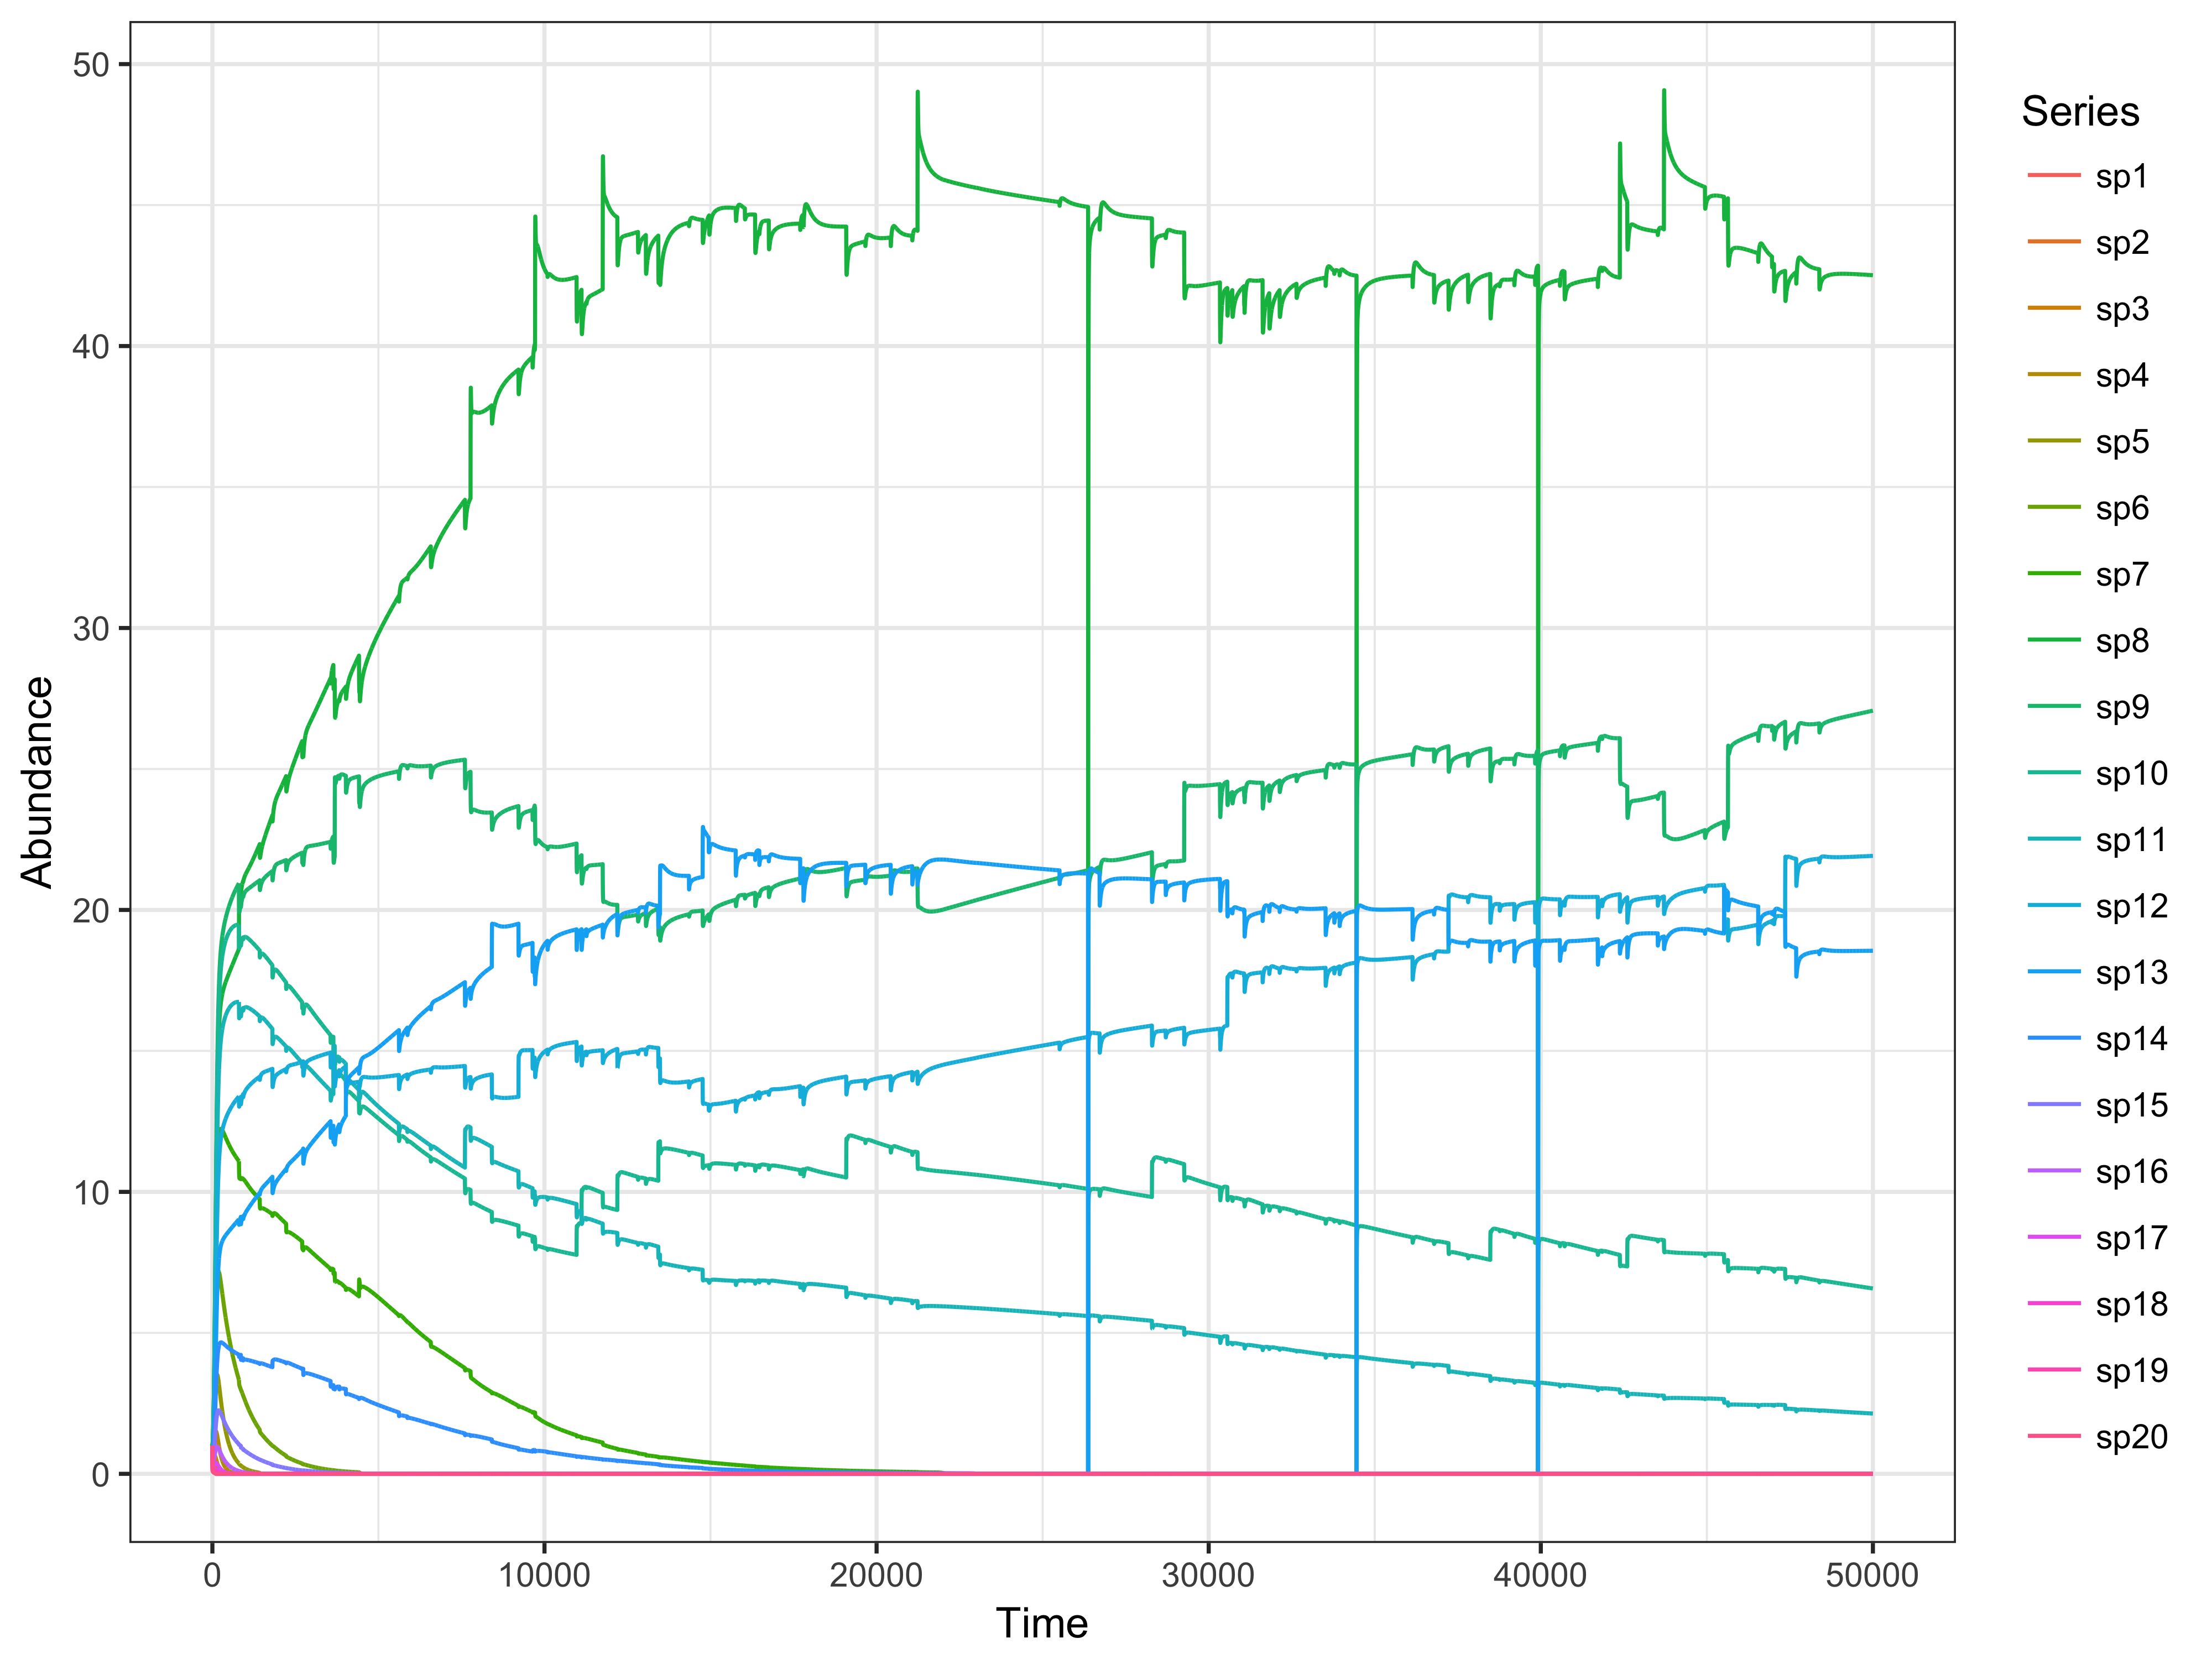 50
40
30
20
10
0
Abundance
0 10000 20000 30000 40000 50000
Time
Series
sp1
sp2
sp3
sp4
sp5
sp6
sp7
sp8
sp9
sp10
sp11
sp12
sp13
sp14
sp15
sp16
sp17
sp18
sp19
sp20